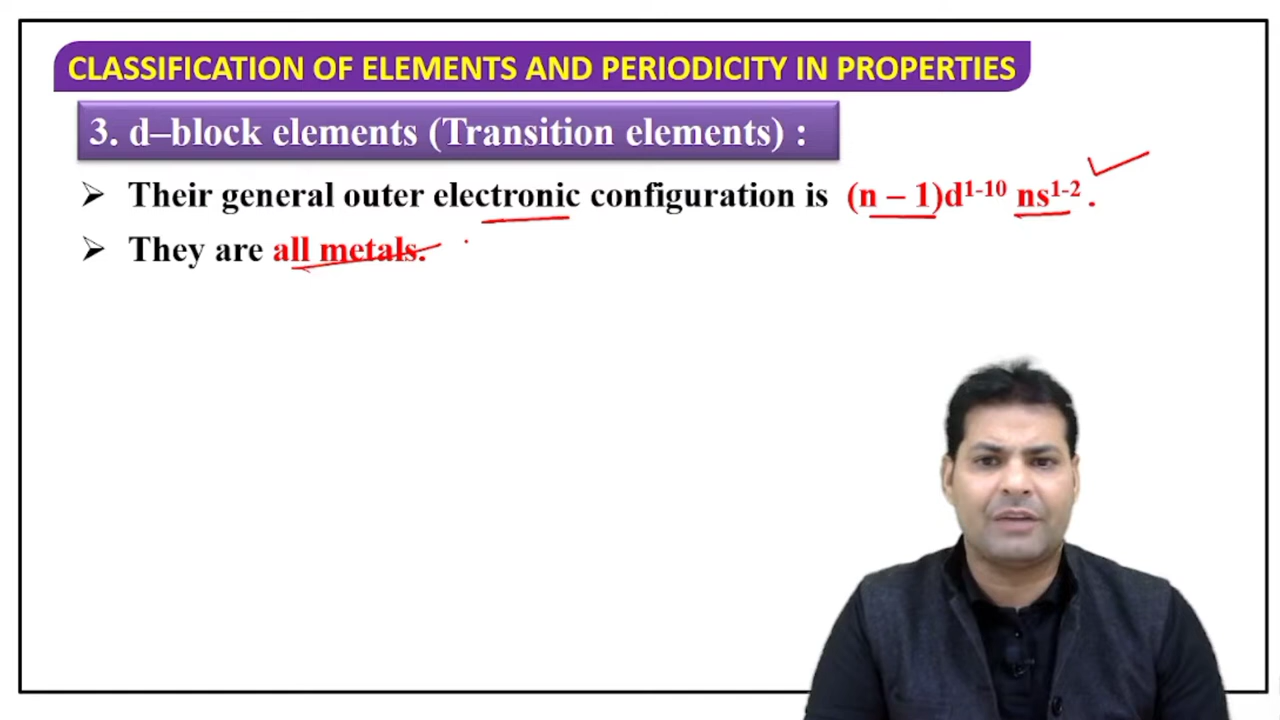 CLASSIFICATION OF ELEMENTS AND PERIODICITY IN PROPERTIES
3. d–block elements (Transition elements) :
➢ Their general outer electronic configuration is (n – 1)d¹⁻¹⁰ ns¹⁻² .
➢ They are all metals.